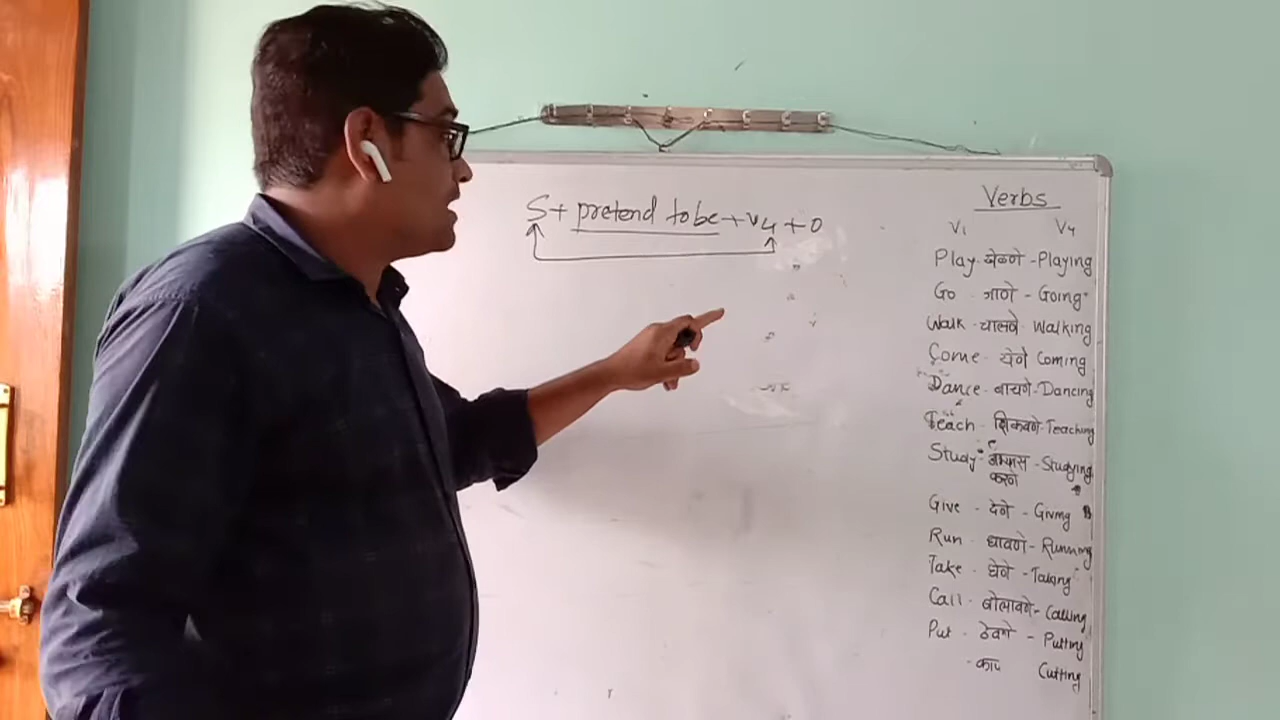 S + pretend to be + V4 + O
Verbs
V1 V4
Play - खेळणे - Playing
Go - जाणे - Going
Walk - चालणे - Walking
Come - येणे Coming
Dance - नाचणे - Dancing
Teach - शिकवणे - Teaching
Study - अभ्यास - Studying
करणे
Give - देणे - Giving
Run - धावणे - Running
Take - घेणे - Taking
Call - बोलावणे - Calling
Put - ठेवणे - Putting
- काप Cutting